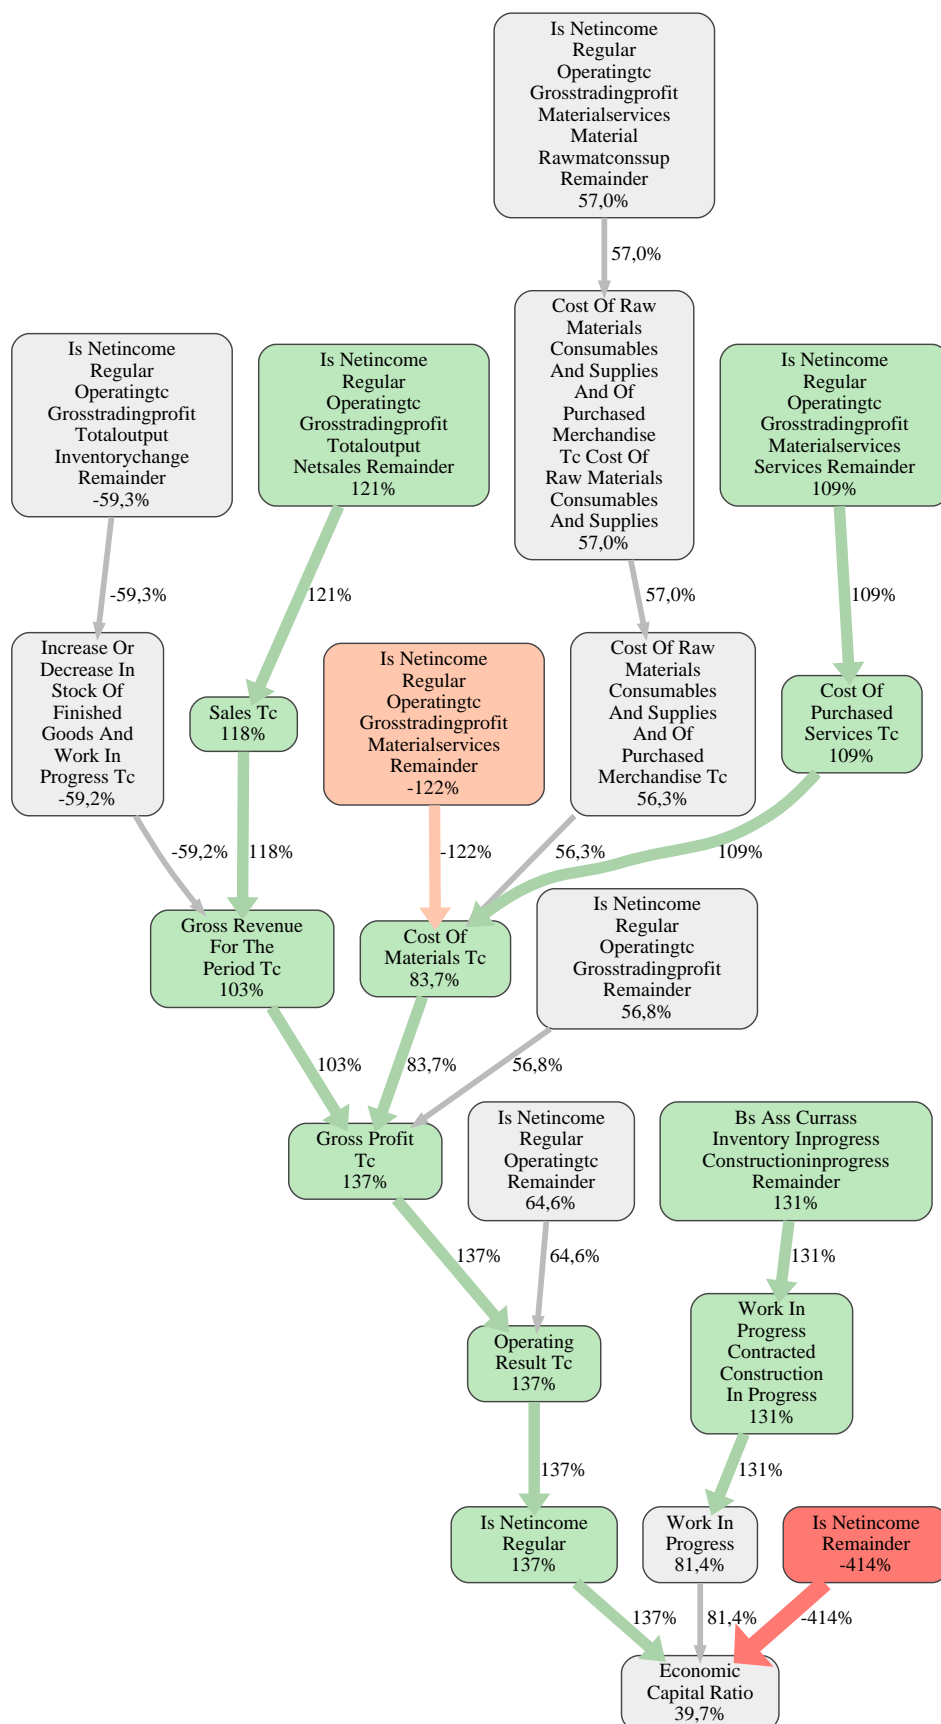 Is Netincome
Regular
Operatingtc
Grosstradingprofit
Materialservices
Material
Rawmatconssup
Remainder
57,0%
57,0%
Is Netincome
Regular
Operatingtc
Grosstradingprofit
Totaloutput
Inventorychange
Remainder
-59,3%
Is Netincome
Regular
Operatingtc
Grosstradingprofit
Totaloutput
Netsales Remainder
121%
Cost Of Raw
Materials
Consumables
And Supplies
And Of
Purchased
Merchandise
Tc Cost Of
Raw Materials
Consumables
And Supplies
57,0%
Is Netincome
Regular
Operatingtc
Grosstradingprofit
Materialservices
Services Remainder
109%
-59,3%
121%
57,0%
109%
Increase Or
Decrease In
Stock Of
Finished
Goods And
Work In
Progress Tc
-59,2%
Sales Tc
118%
Is Netincome
Regular
Operatingtc
Grosstradingprofit
Materialservices
Remainder
-122%
Cost Of Raw
Materials
Consumables
And Supplies
And Of
Purchased
Merchandise Tc
56,3%
Cost Of
Purchased
Services Tc
109%
-59,2%
118%
-122%
56,3%
109%
Gross Revenue
For The
Period Tc
103%
Cost Of
Materials Tc
83,7%
Is Netincome
Regular
Operatingtc
Grosstradingprofit
Remainder
56,8%
103%
83,7%
56,8%
Gross Profit
Tc
137%
Is Netincome
Regular
Operatingtc
Remainder
64,6%
Bs Ass Currass
Inventory Inprogress
Constructioninprogress
Remainder
131%
137%
64,6%
131%
Operating
Result Tc
137%
Work In
Progress
Contracted
Construction
In Progress
131%
137%
131%
Is Netincome
Regular
137%
Work In
Progress
81,4%
Is Netincome
Remainder
-414%
137%
81,4%
-414%
Economic
Capital Ratio
39,7%